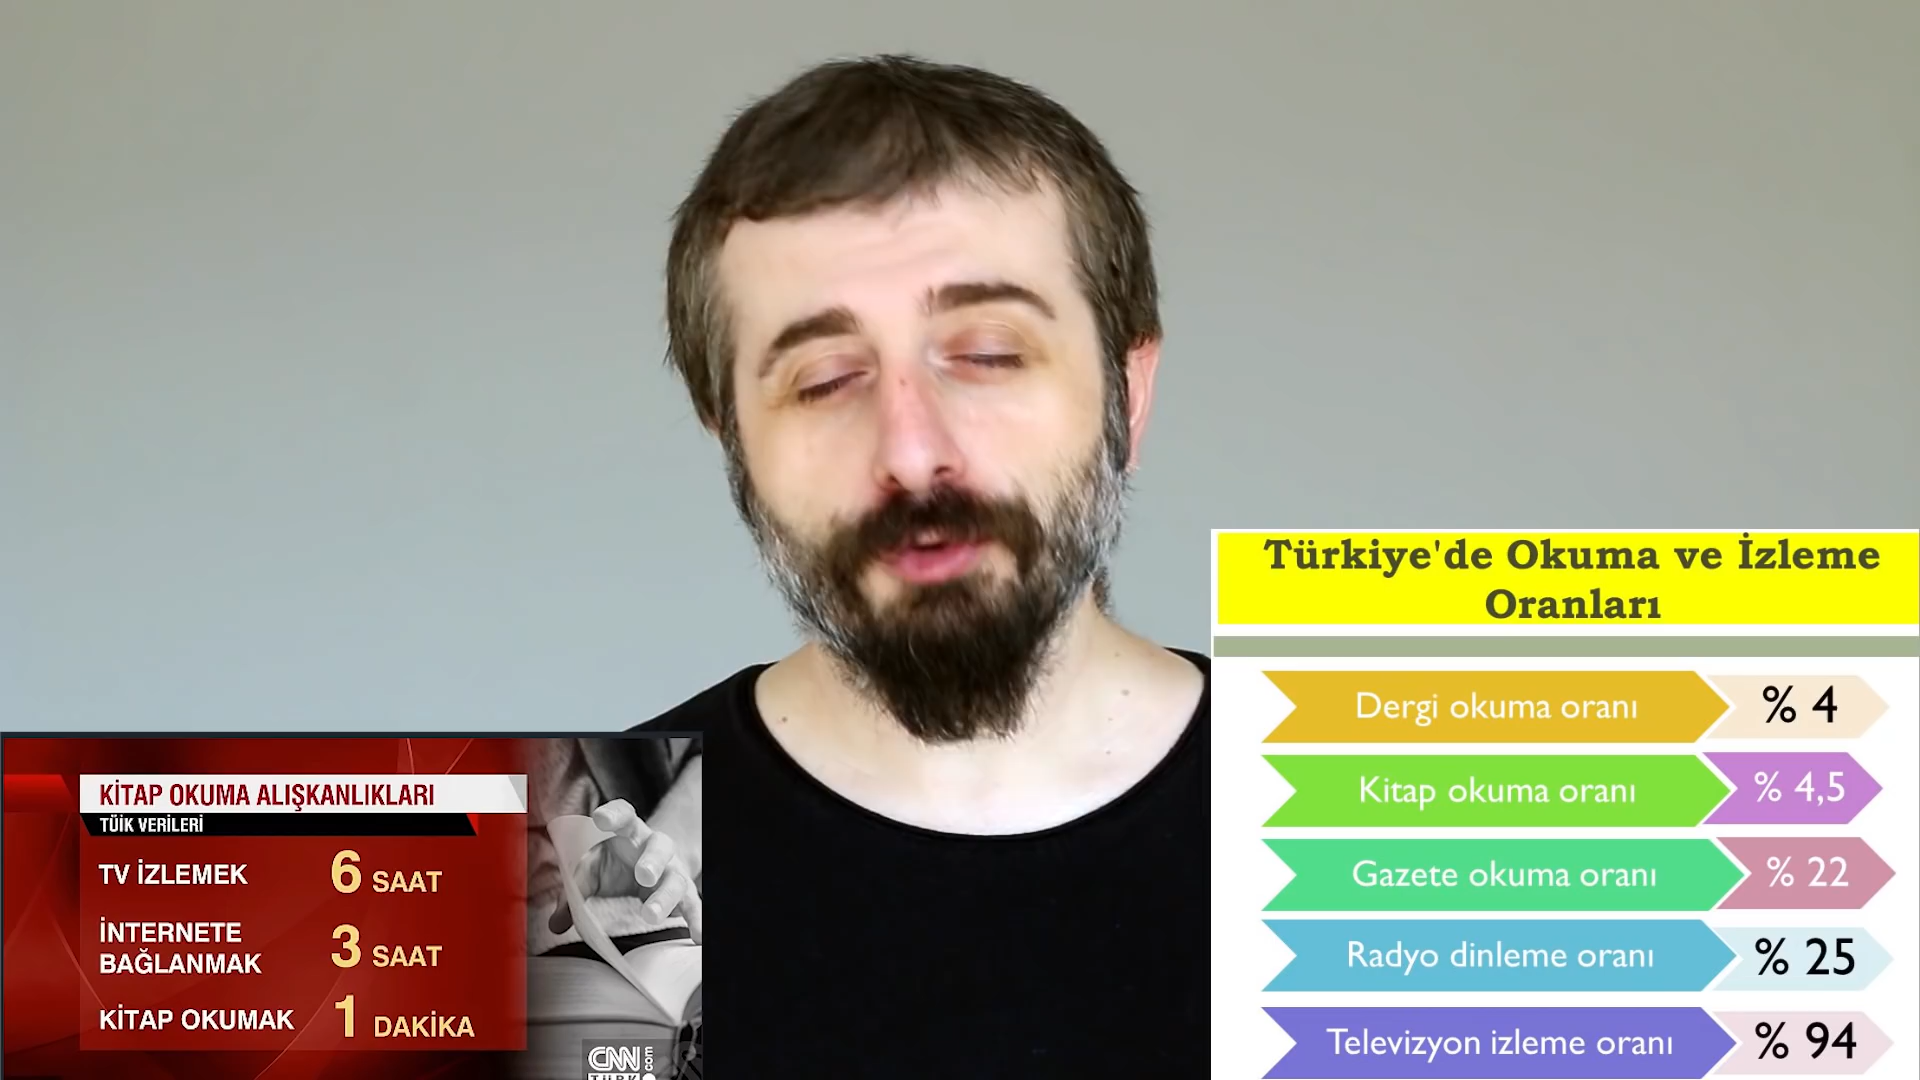 KİTAP OKUMA ALIŞKANLIKLARI
TÜİK VERİLERİ
TV İZLEMEK 6 SAAT
İNTERNETE
BAĞLANMAK 3 SAAT
KİTAP OKUMAK 1 DAKİKA
CNN
TÜRK
.com
Türkiye'de Okuma ve İzleme
Oranları
Dergi okuma oranı % 4
Kitap okuma oranı % 4,5
Gazete okuma oranı % 22
Radyo dinleme oranı % 25
Televizyon izleme oranı % 94